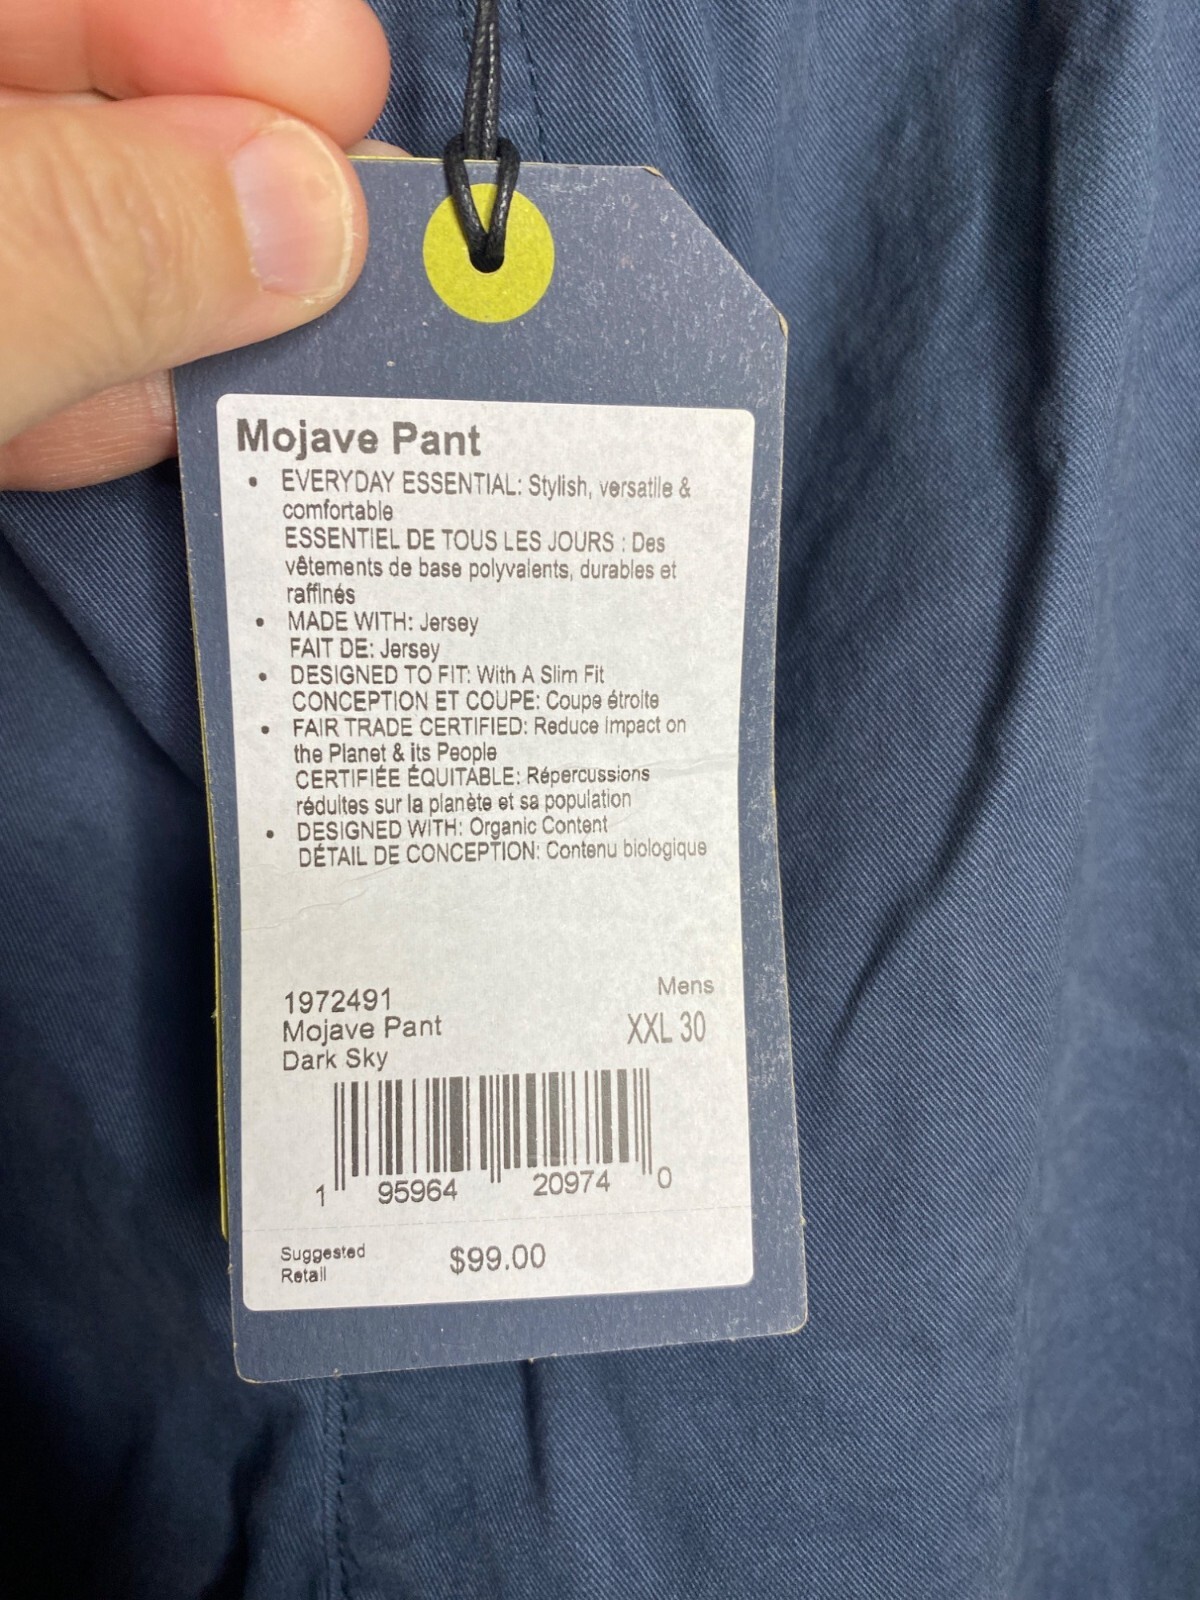 Mojave Pant
• EVERYDAY ESSENTIAL: Stylish, versatile &
comfortable
ESSENTIEL DE TOUS LES JOURS : Des
vêtements de base polyvalents, durables et
raffinés
• MADE WITH: Jersey
FAIT DE: Jersey
• DESIGNED TO FIT: With A Slim Fit
CONCEPTION ET COUPE: Coupe étroite
• FAIR TRADE CERTIFIED: Reduce Impact on
the Planet & its People
CERTIFIÉE ÉQUITABLE: Répercussions
réduites sur la planète et sa population
• DESIGNED WITH: Organic Content
DÉTAIL DE CONCEPTION: Contenu biologique
Mens
1972491
Mojave Pant XXL 30
Dark Sky
1 95964 20974 0
Suggested
Retail $99.00